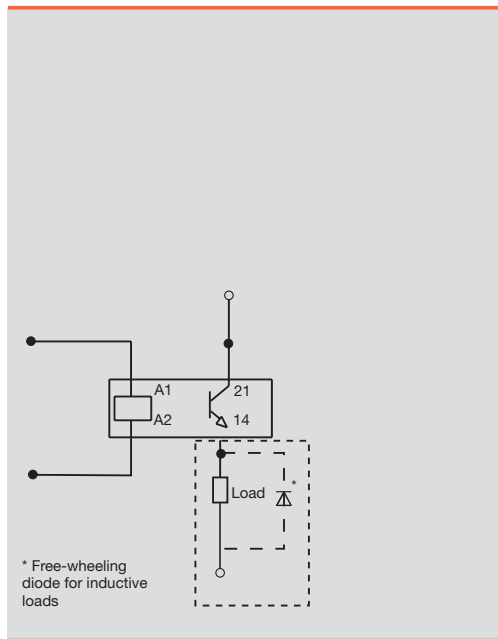 A1
21
A2
14
Load
*
* Free-wheeling
diode for inductive
loads